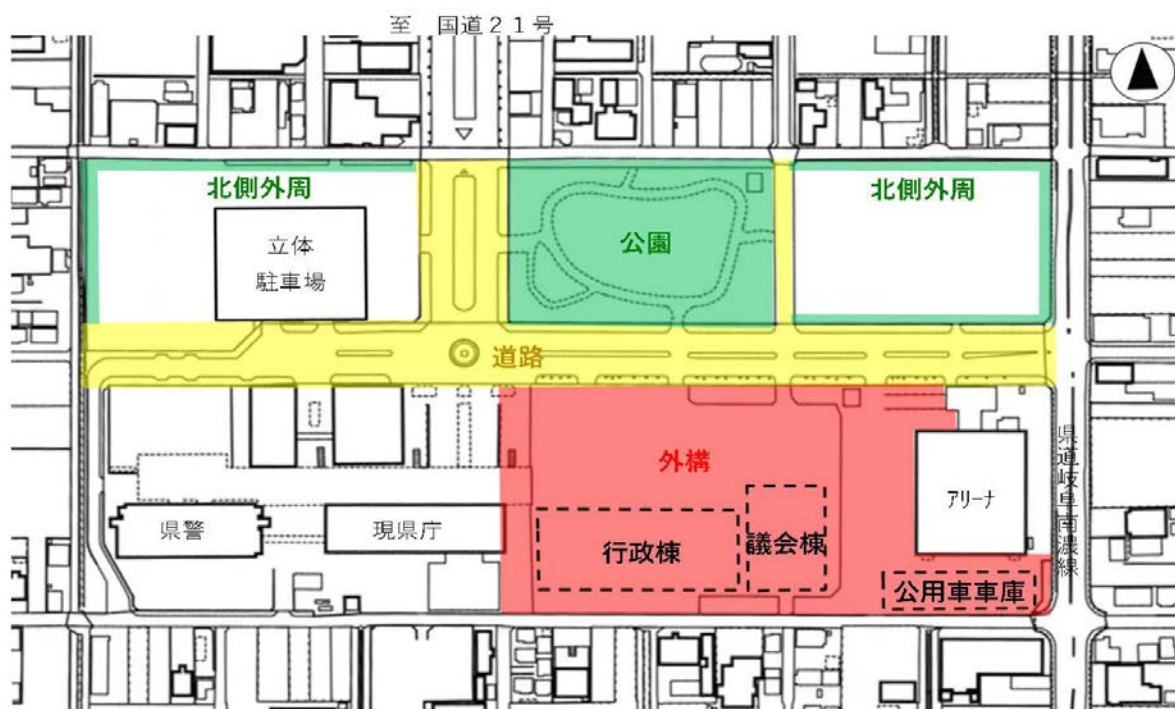 至 国道２１号
北側外周
北側外周
立体
駐車場
公園
道路
外構
県警
現県庁
行政棟
議会棟
アリーナ
公用車車庫
県道岐阜南濃線